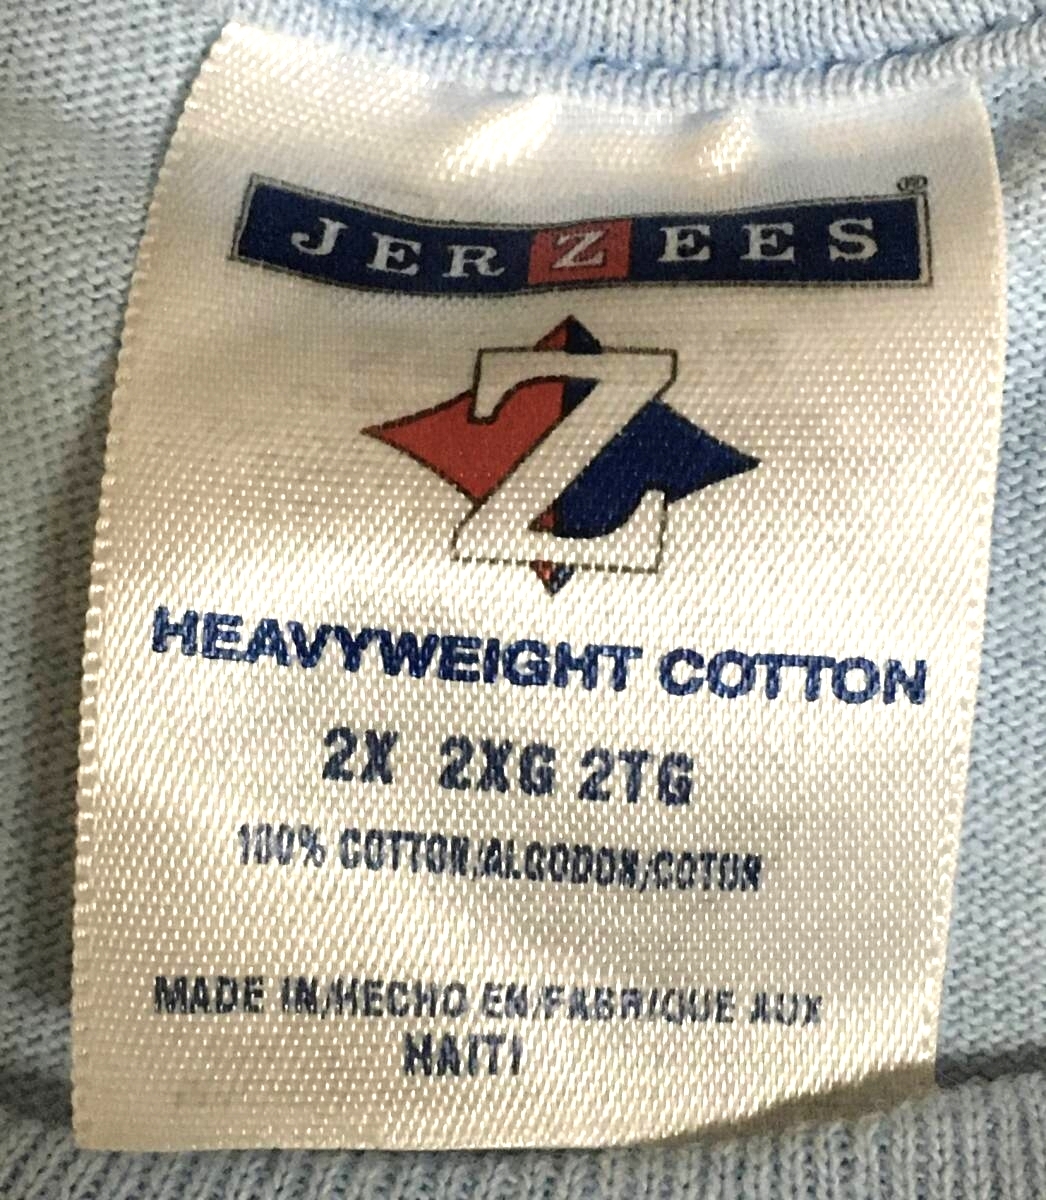 JERZEES®
Z
HEAVYWEIGHT COTTON
2X 2XG 2TG
100% COTTON/ALGODON/COTON
MADE IN/HECHO EN/FABRIQUE AUX
HAITI